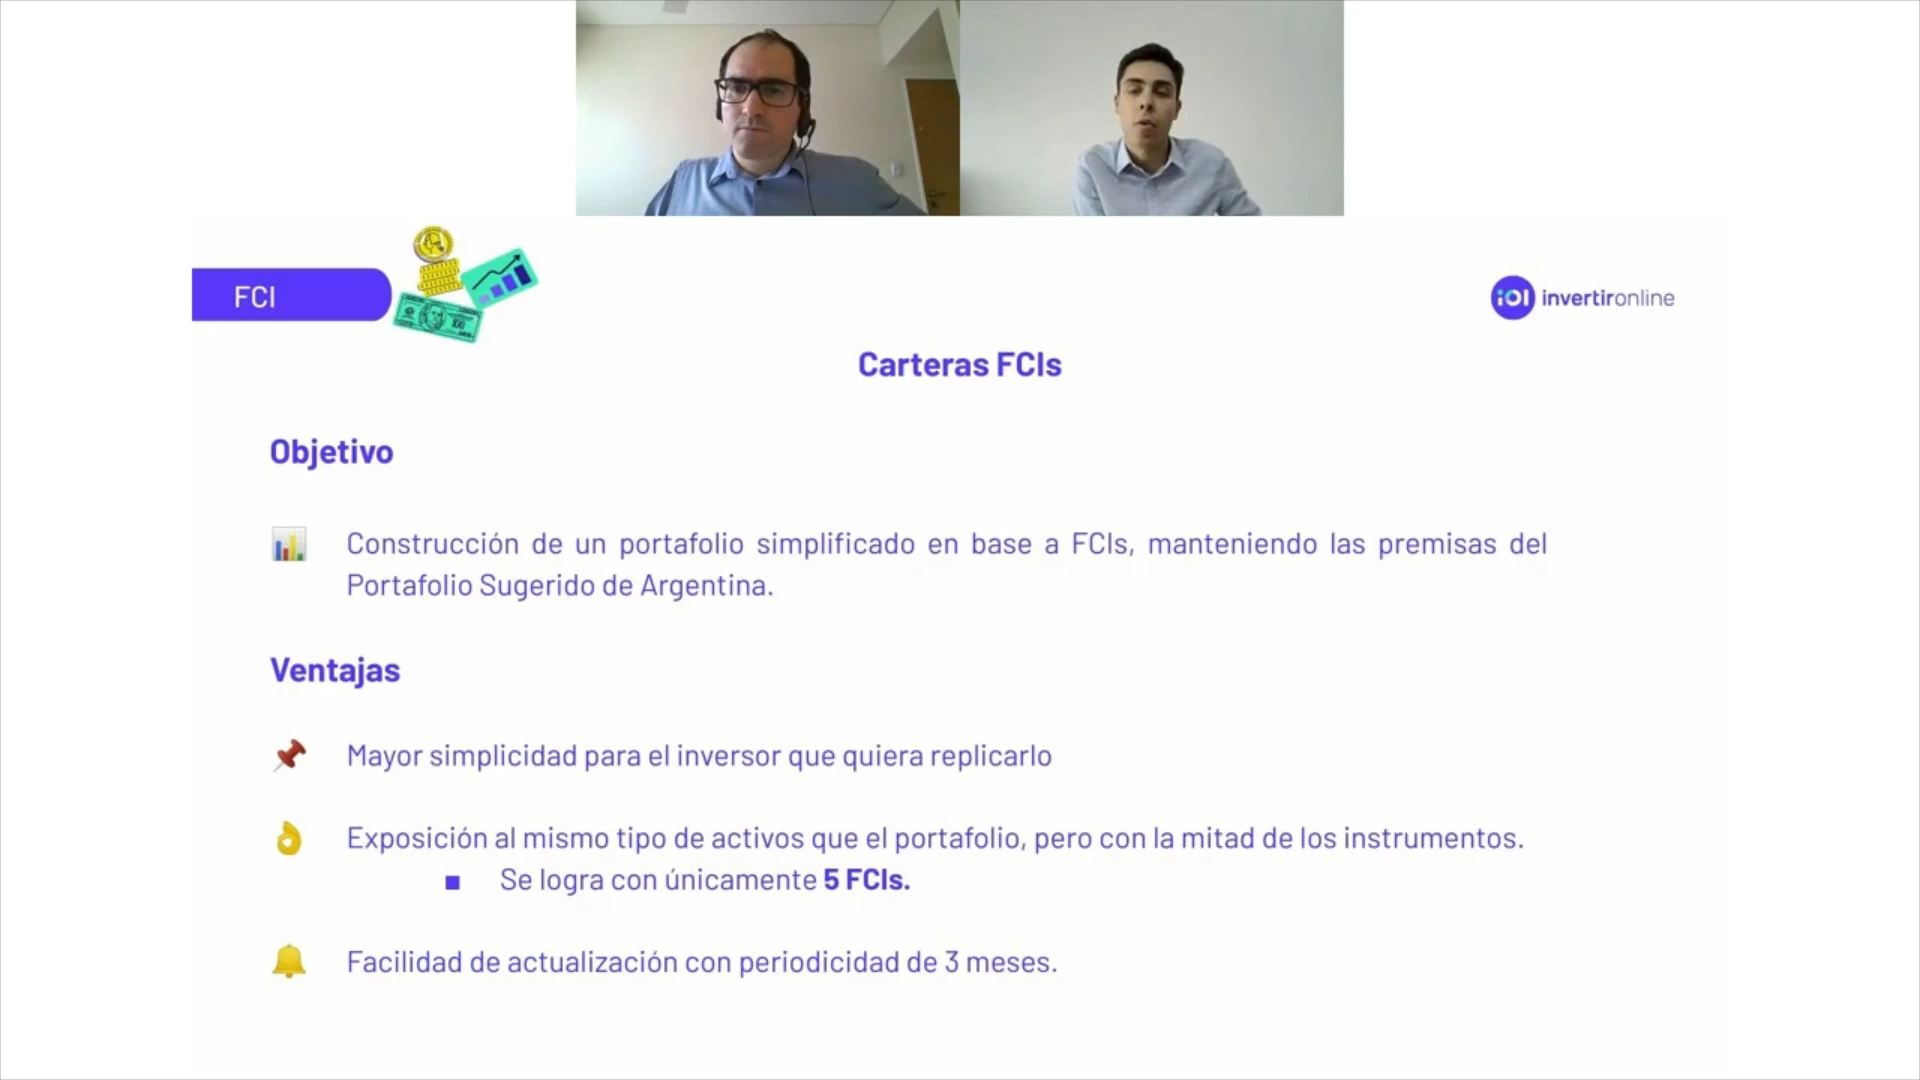 FCI
iOl invertironline
Carteras FCIs
Objetivo
Construcción de un portafolio simplificado en base a FCIs, manteniendo las premisas del
Portafolio Sugerido de Argentina.
Ventajas
Mayor simplicidad para el inversor que quiera replicarlo
Exposición al mismo tipo de activos que el portafolio, pero con la mitad de los instrumentos.
Se logra con únicamente 5 FCIs.
Facilidad de actualización con periodicidad de 3 meses.